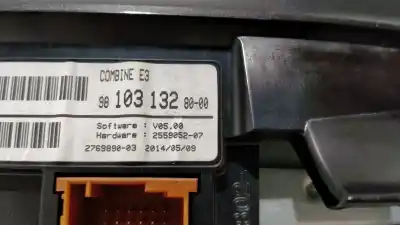 COMBINE E3
98 103 132 80-00
Software : V05.00
Hardware : 2559052-07
2769890-03 2014/05/09